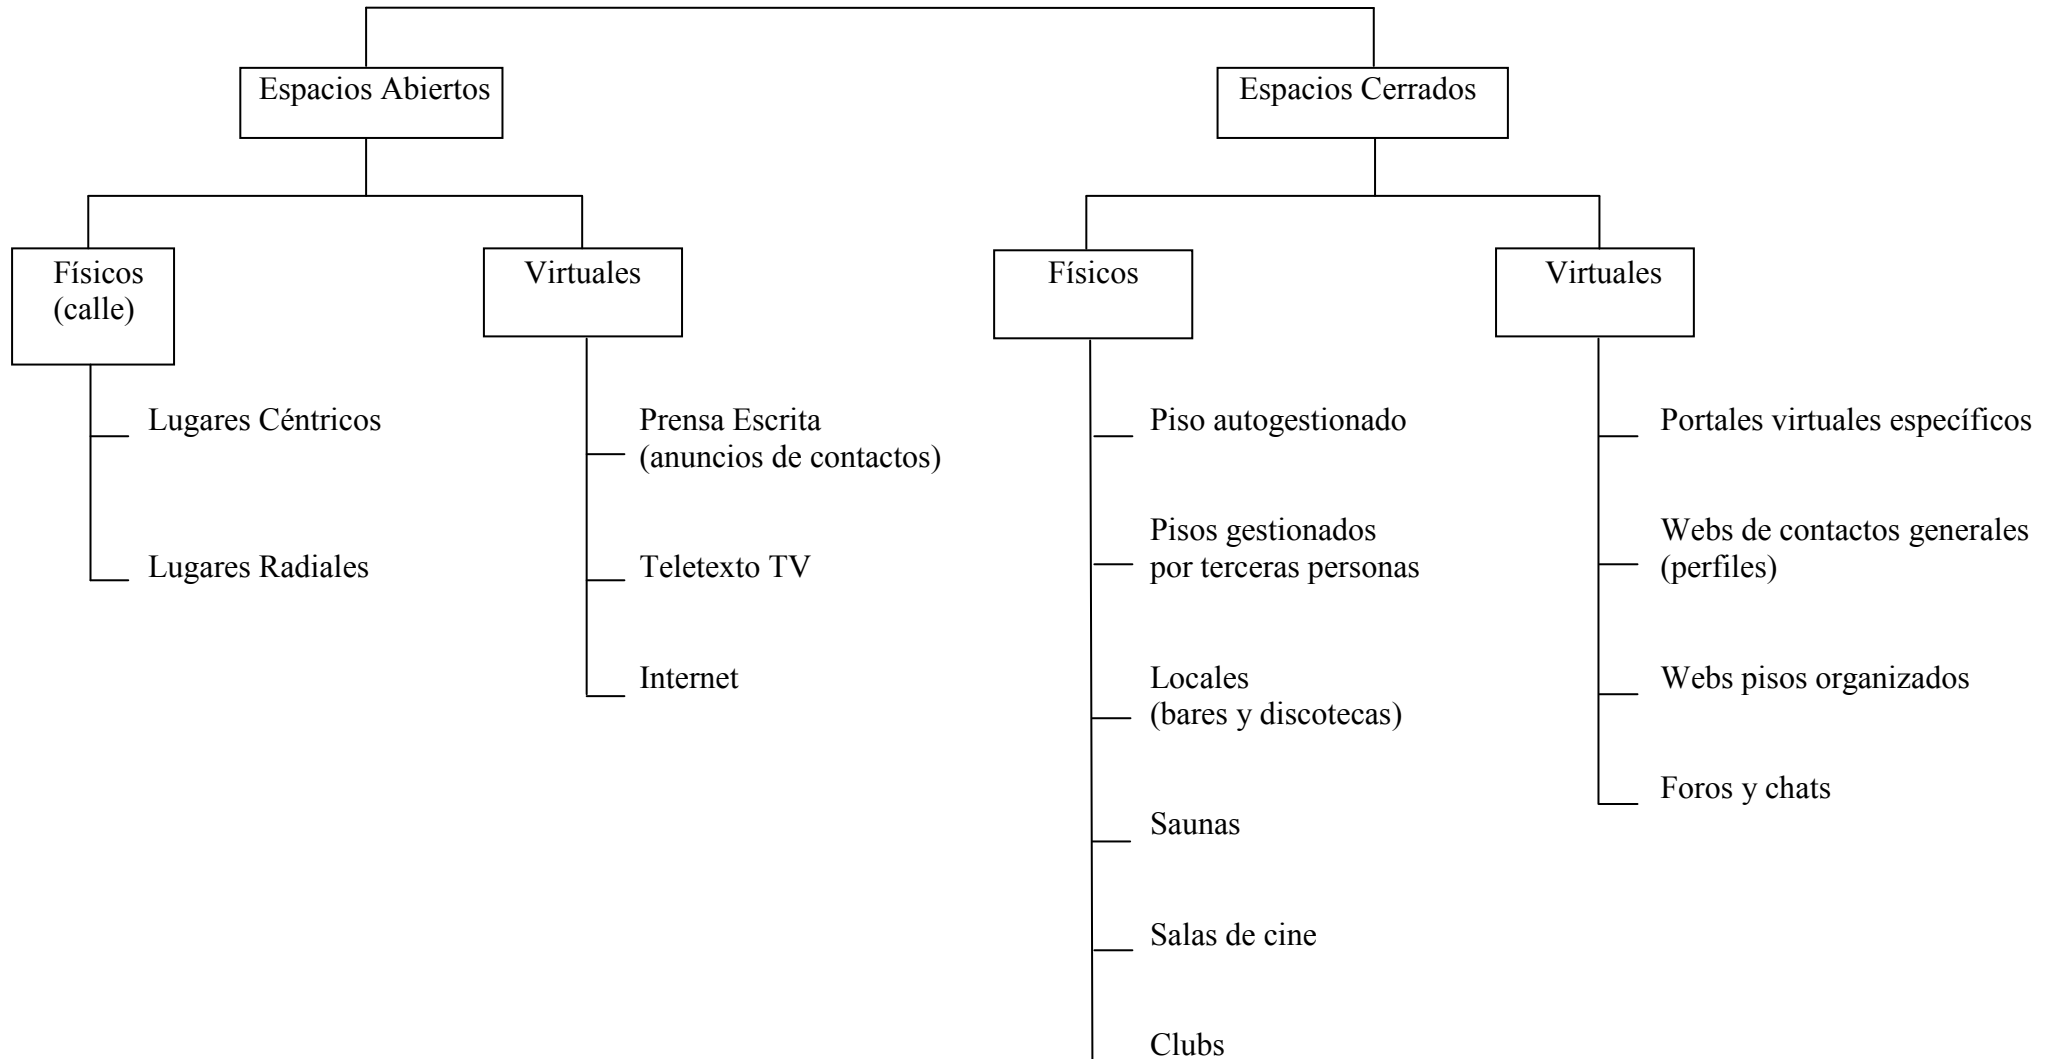 Espacios Abiertos
Espacios Cerrados
Físicos
(calle)
Virtuales
Físicos
Virtuales
Lugares Céntricos
Lugares Radiales
Prensa Escrita
(anuncios de contactos)
Teletexto TV
Internet
Piso autogestionado
Pisos gestionados
por terceras personas
Locales
(bares y discotecas)
Saunas
Salas de cine
Clubs
Portales virtuales específicos
Webs de contactos generales
(perfiles)
Webs pisos organizados
Foros y chats